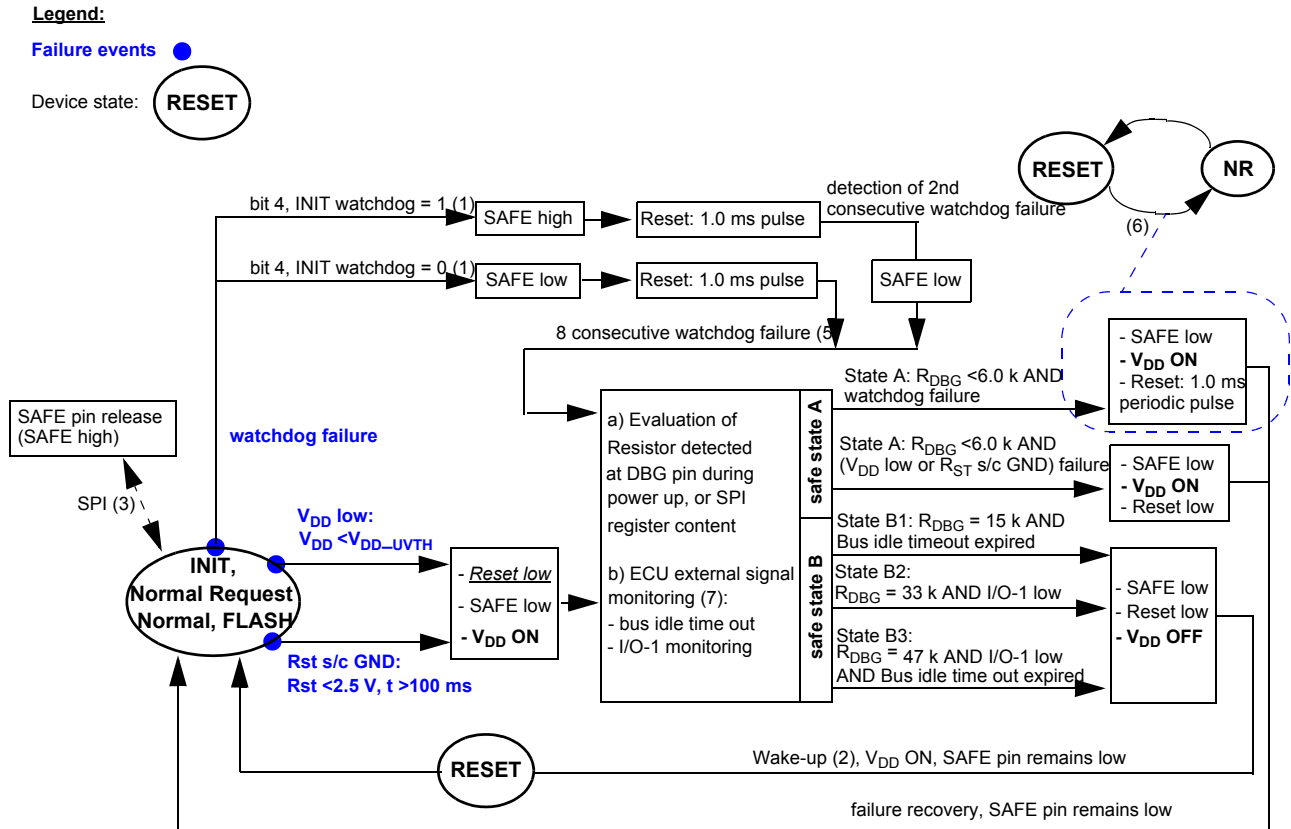 Legend:
Failure events
Device state:
RESET
RESET
NR
(6)
bit 4, INIT watchdog = 1 (1)
SAFE high
Reset: 1.0 ms pulse
detection of 2nd
consecutive watchdog failure
bit 4, INIT watchdog = 0 (1)
SAFE low
Reset: 1.0 ms pulse
SAFE low
8 consecutive watchdog failure (5
State A: RDBG <6.0 k AND
watchdog failure
- SAFE low
- VDD ON
- Reset: 1.0 ms
periodic pulse
SAFE pin release
(SAFE high)
SPI (3)
watchdog failure
a) Evaluation of
Resistor detected
at DBG pin during
power up, or SPI
register content
b) ECU external signal
monitoring (7):
- bus idle time out
- I/O-1 monitoring
safe state A
safe state B
State A: RDBG <6.0 k AND
(VDD low or RST s/c GND) failure
- SAFE low
- VDD ON
- Reset low
VDD low:
VDD <VDD_UVTH
INIT,
Normal Request
Normal, FLASH
- Reset low
- SAFE low
- VDD ON
Rst s/c GND:
Rst <2.5 V, t >100 ms
State B1: RDBG = 15 k AND
Bus idle timeout expired
State B2:
RDBG = 33 k AND I/O-1 low
State B3:
RDBG = 47 k AND I/O-1 low
AND Bus idle time out expired
- SAFE low
- Reset low
- VDD OFF
RESET
Wake-up (2), VDD ON, SAFE pin remains low
failure recovery, SAFE pin remains low